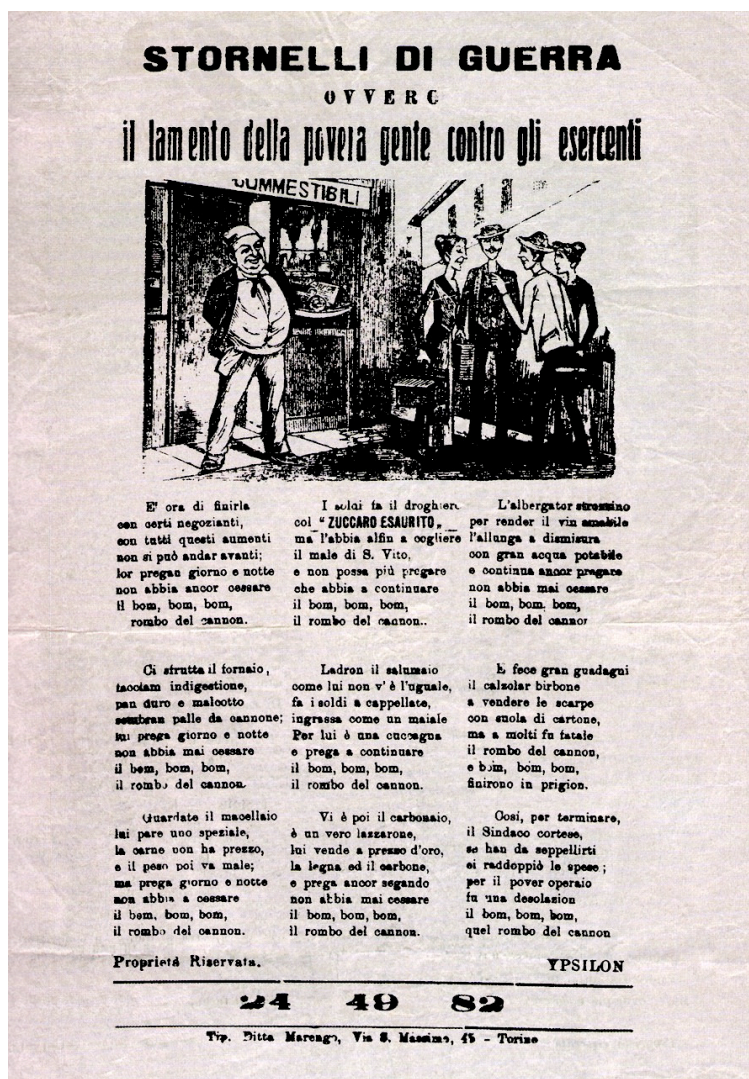 STORNELLI DI GUERRA
OVVERO
il lamento della povera gente contro gli esercenti
COMMESTIBILI
E' ora di finirla
con certi negozianti,
con tutti questi aumenti
non si può andar avanti;
lor pregan giorno e notte
non abbia ancor cessare
il bom, bom, bom,
rombo del cannon.
Ci sfrutta il fornaio,
facciam indigestione,
pan duro e malcotto
sembran palle da cannone;
lui prega giorno e notte
non abbia mai cessare
il bom, bom, bom,
il rombo del cannon.
Guardate il macellaio
lui pare uno speziale,
la carne non ha prezzo,
e il peso poi va male;
ma prega giorno e notte
non abbia a cessare
il bom, bom, bom,
il rombo del cannon.
I soldi fa il droghiere
col "ZUCCARO ESAURITO"
ma l'abbia alfin a cogliere
il male di S. Vito,
e non possa più pregare
che abbia a continuare
il bom, bom, bom,
il rombo del cannon..
Ladron il salumaio
come lui non v'è l'uguale,
fa i soldi a cappellate,
ingrassa come un maiale
Per lui è una cuccagna
e prega a continuare
il bom, bom, bom,
il rombo del cannon.
Vi è poi il carbonaio,
è un vero lazzarone,
lui vende a prezzo d'oro,
la legna ed il carbone,
e prega ancor segando
non abbia mai cessare
il bom, bom, bom,
il rombo del cannon.
L'albergator strozzino
per render il vin amabile
l'allunga a dismisura
con gran acqua potabile
e continua ancor pregare
non abbia mai cessare
il bom, bom, bom,
il rombo del cannon
E fece gran guadagni
il calzolar birbone
a vendere le scarpe
con suola di cartone,
ma a molti fu fatale
il rombo del cannon,
e bom, bom, bom,
finirono in prigion.
Così, per terminare,
il Sindaco cortese,
se han da seppellirti
ei raddoppiò le spese;
per il pover operaio
fu una desolazion
il bom, bom, bom,
quel rombo del cannon
Proprietà Riservata.
YPSILON
24 49 82
Tip. Ditta Marengo, Via S. Massimo, 45 - Torino